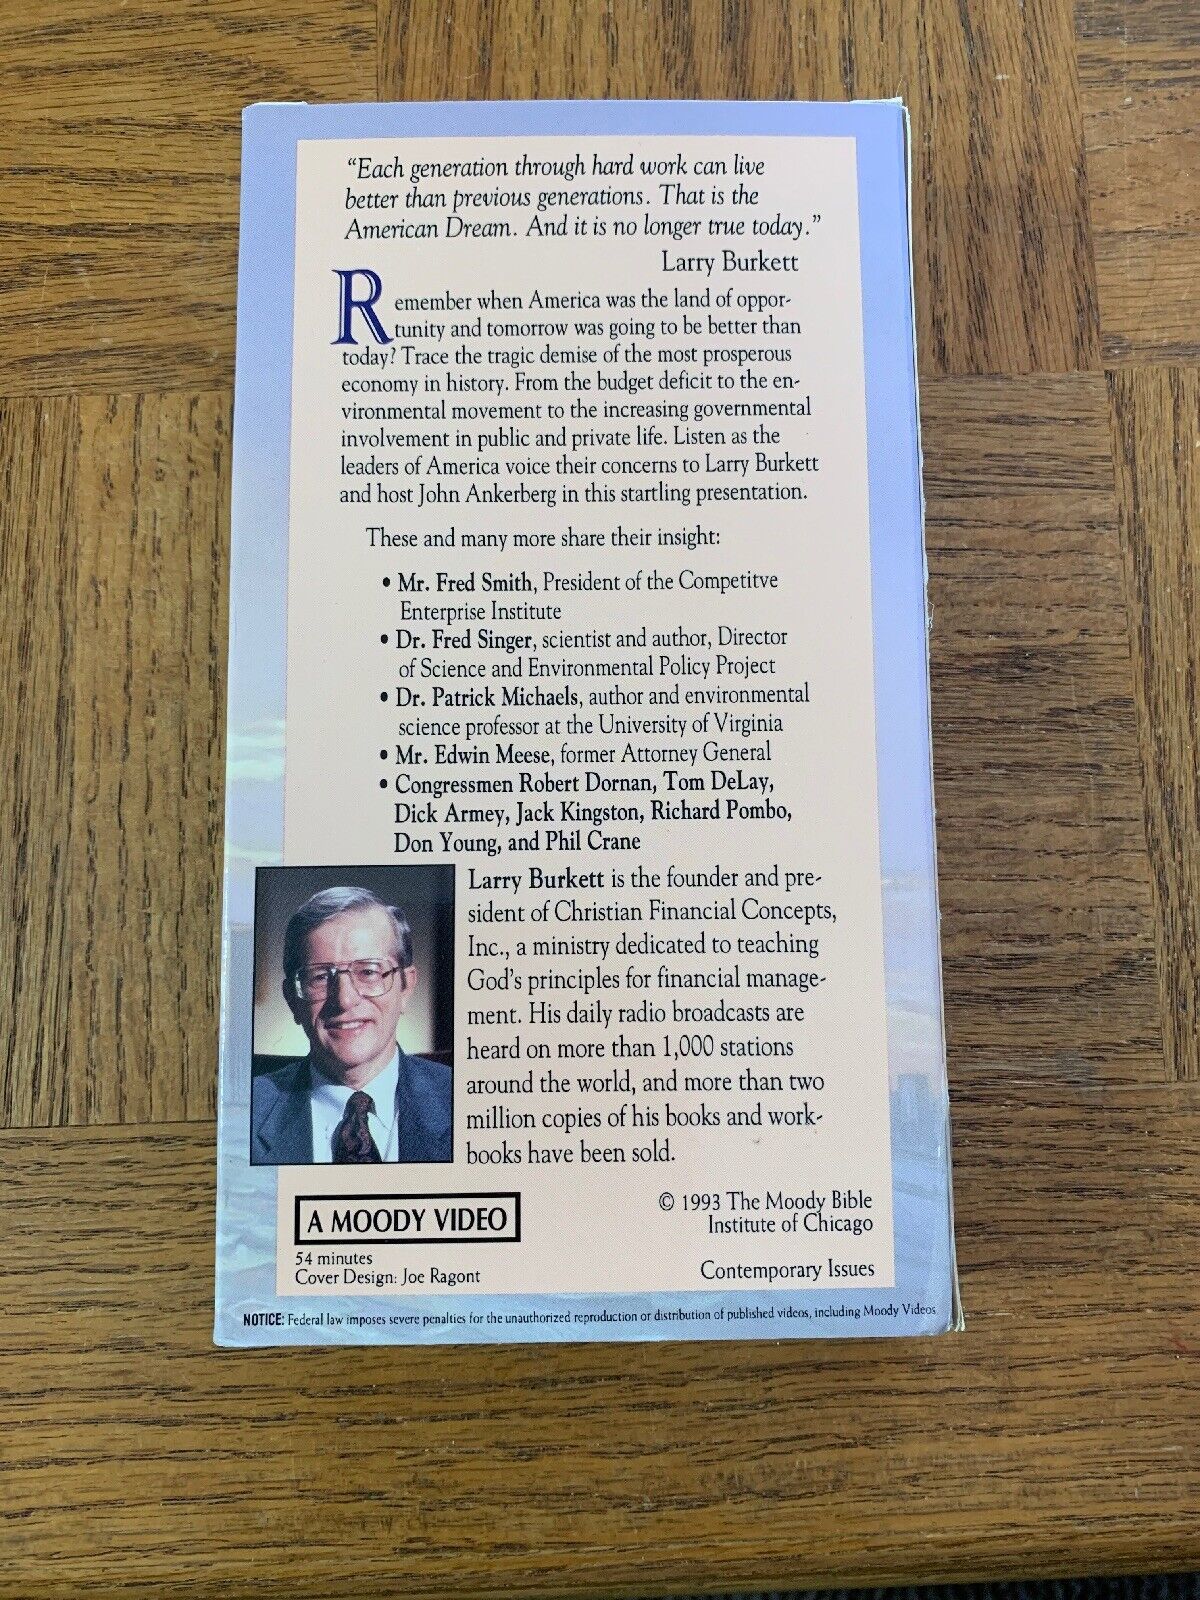 “Each generation through hard work can live
better than previous generations. That is the
American Dream. And it is no longer true today.”
Larry Burkett
Remember when America was the land of oppor-
tunity and tomorrow was going to be better than
today? Trace the tragic demise of the most prosperous
economy in history. From the budget deficit to the en-
vironmental movement to the increasing governmental
involvement in public and private life. Listen as the
leaders of America voice their concerns to Larry Burkett
and host John Ankerberg in this startling presentation.
These and many more share their insight:
• Mr. Fred Smith, President of the Competitve
Enterprise Institute
• Dr. Fred Singer, scientist and author, Director
of Science and Environmental Policy Project
• Dr. Patrick Michaels, author and environmental
science professor at the University of Virginia
• Mr. Edwin Meese, former Attorney General
• Congressmen Robert Dornan, Tom DeLay,
Dick Armey, Jack Kingston, Richard Pombo,
Don Young, and Phil Crane
Larry Burkett is the founder and pre-
sident of Christian Financial Concepts,
Inc., a ministry dedicated to teaching
God's principles for financial manage-
ment. His daily radio broadcasts are
heard on more than 1,000 stations
around the world, and more than two
million copies of his books and work-
books have been sold.
A MOODY VIDEO
54 minutes
Cover Design: Joe Ragont
© 1993 The Moody Bible
Institute of Chicago
Contemporary Issues
NOTICE: Federal law imposes severe penalties for the unauthorized reproduction or distribution of published videos, including Moody Videos